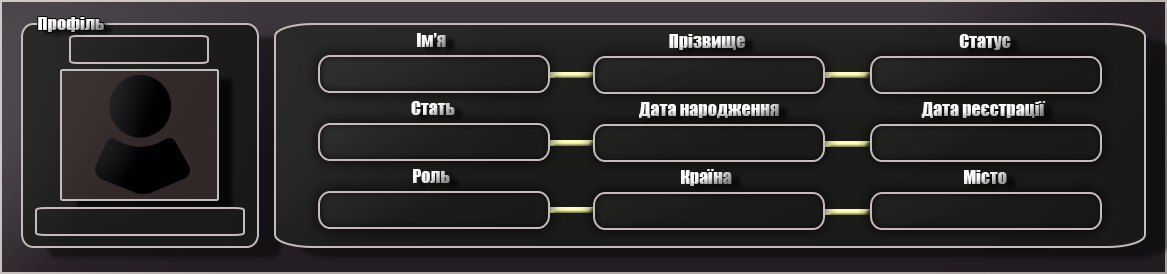 Профіль
Ім'я Прізвище Статус
Стать Дата народження Дата реєстрації
Роль Країна Місто